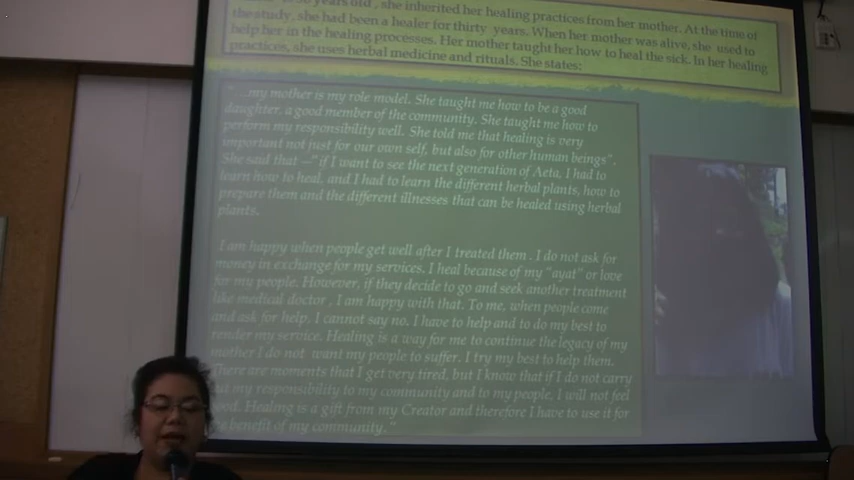 years old, she inherited her healing practices from her mother. At the time of
the study, she had been a healer for thirty years. When her mother was alive, she used to
help her in the healing processes. Her mother taught her how to heal the sick. In her healing
practices, she uses herbal medicine and rituals. She states:
"...my mother is my role model. She taught me how to be a good
daughter, a good member of the community. She taught me how to
perform my responsibility well. She told me that healing is very
important not just for our own self, but also for other human beings".
She said that –"if I want to see the next generation of Aeta, I had to
learn how to heal, and I had to learn the different herbal plants, how to
prepare them and the different illnesses that can be healed using herbal
plants.
I am happy when people get well after I treated them. I do not ask for
money in exchange for my services. I heal because of my "ayat" or love
for my people. However, if they decide to go and seek another treatment
like medical doctor, I am happy with that. To me, when people come
and ask for help, I cannot say no, I have to help and to do my best to
render my service. Healing is a way for me to continue the legacy of my
mother I do not want my people to suffer. I try my best to help them.
There are moments that I get very tired, but I know that if I do not carry
my responsibility to my community and to my people, I will not feel
good. Healing is a gift from my Creator and therefore I have to use it for
benefit of my community."